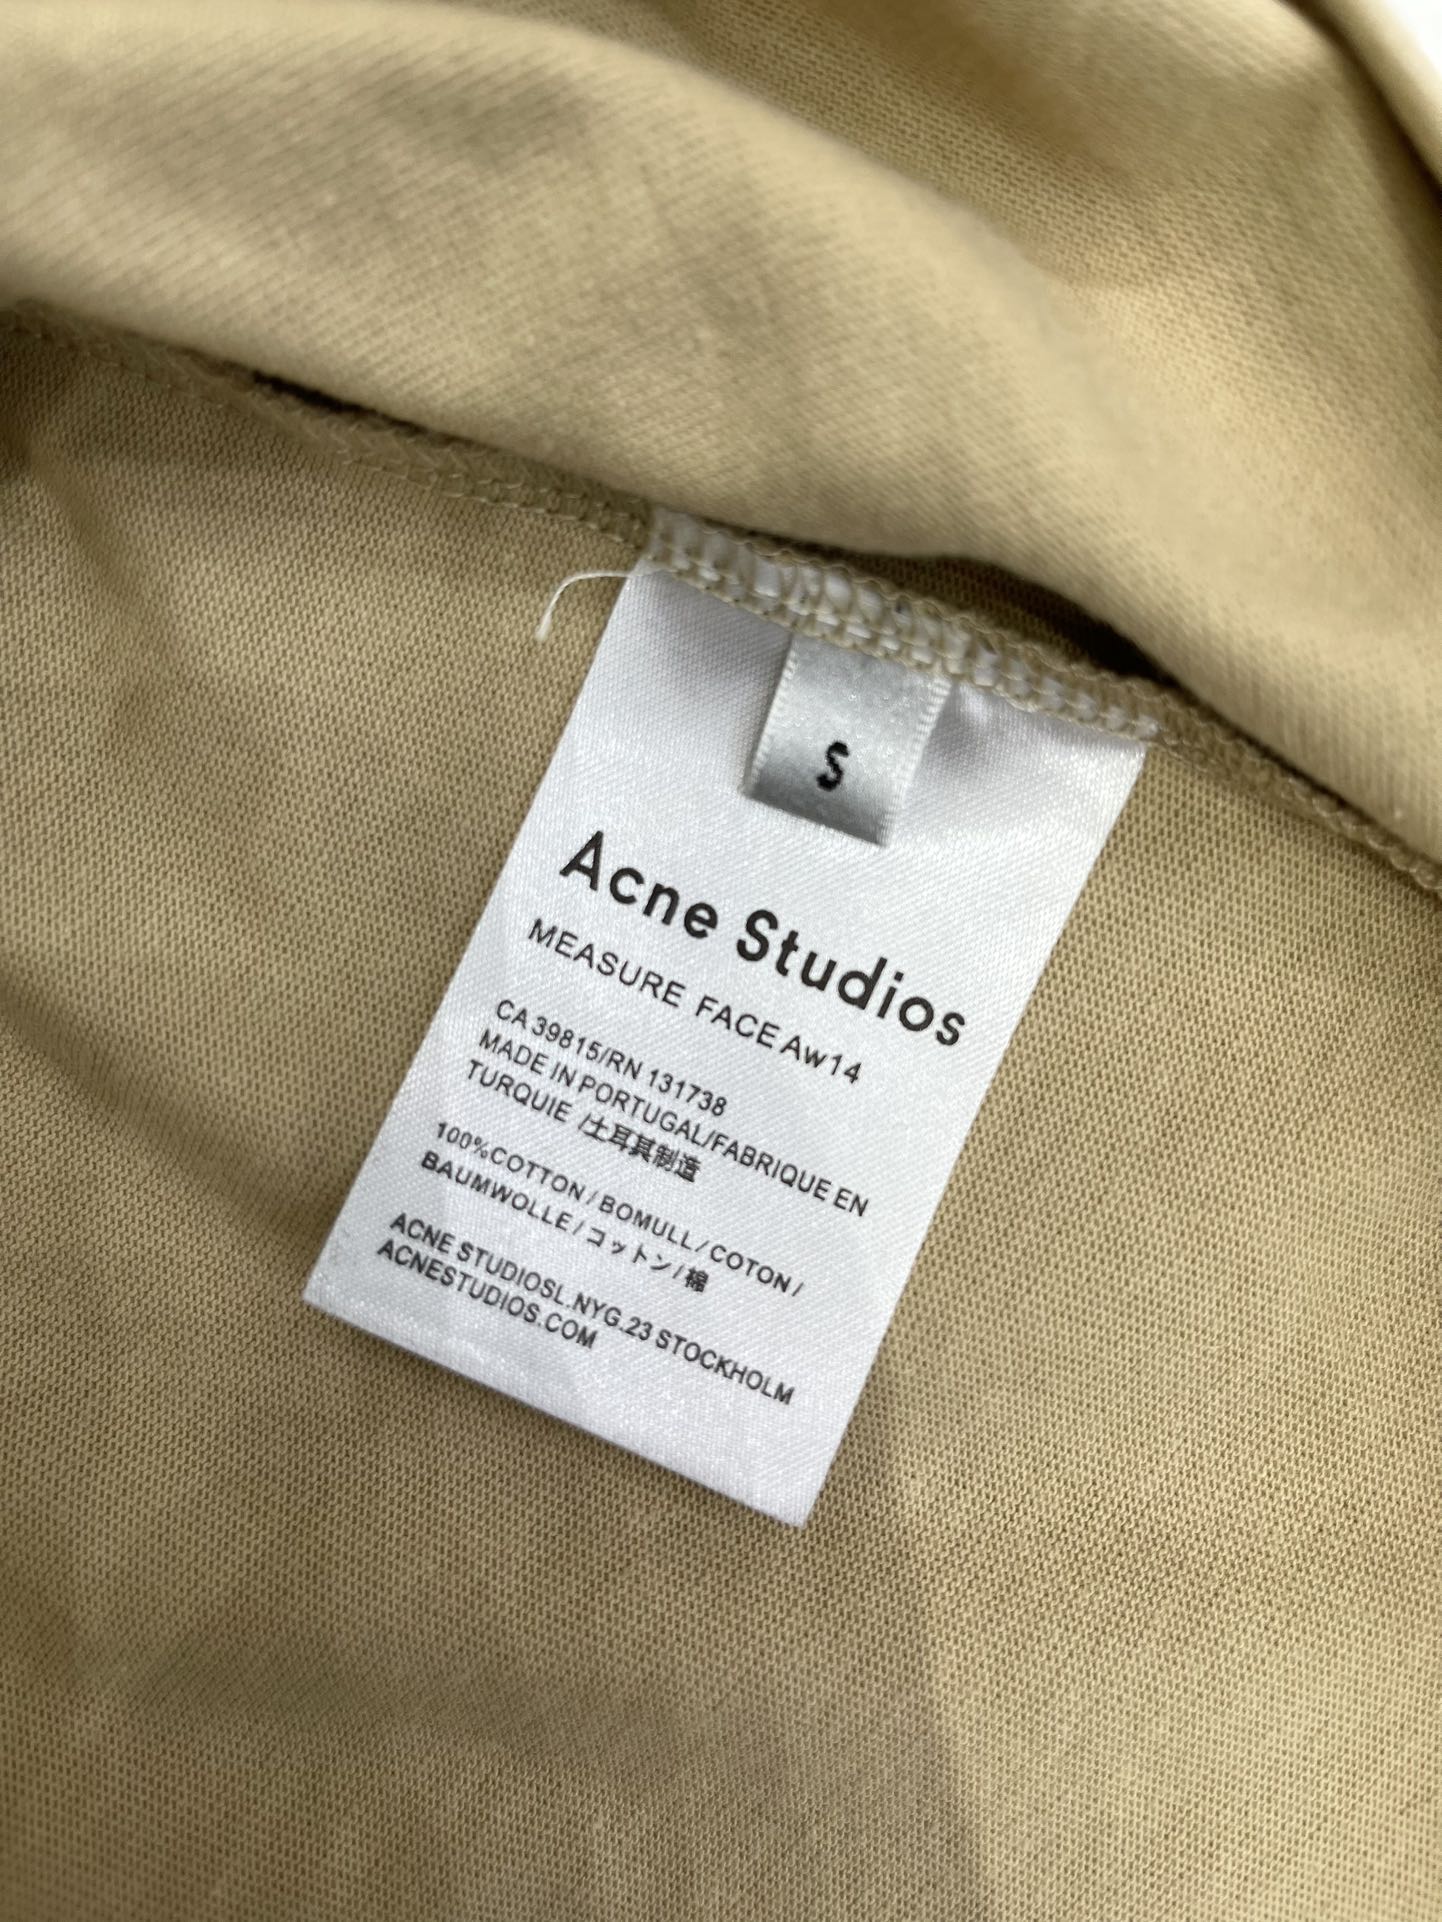 S
Acne Studios
MEASURE FACE Aw14
CA 39815/RN 131738
MADE IN PORTUGAL/FABRIQUE EN
TURQUIE /土耳其制造
100%COTTON / BOMULL / COTON /
BAUMWOLLE / コットン / 棉
ACNE STUDIOSL.NYG.23 STOCKHOLM
ACNESTUDIOS.COM